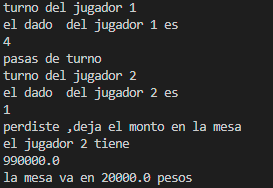 turno del jugador 1
el dado  del jugador 1 es
4
pasas de turno
turno del jugador 2
el dado  del jugador 2 es
1
perdiste ,deja el monto en la mesa
el jugador 2 tiene
990000.0
la mesa va en 20000.0 pesos